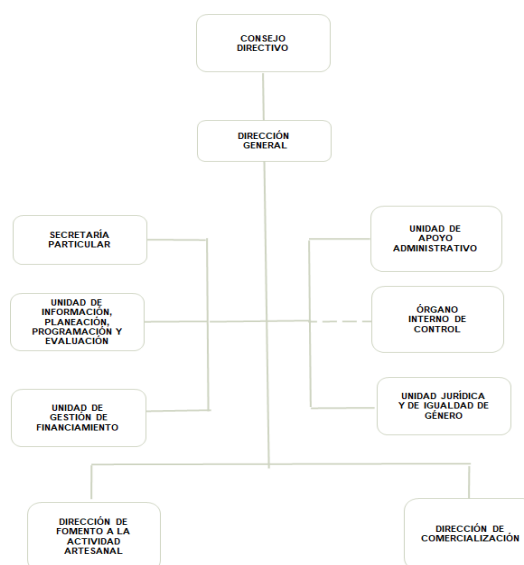 CONSEJO
DIRECTIVO
DIRECCIÓN
GENERAL
SECRETARÍA
PARTICULAR
UNIDAD DE
APOYO
ADMINISTRATIVO
UNIDAD DE
INFORMACIÓN,
PLANEACIÓN,
PROGRAMACIÓN Y
EVALUACIÓN
ÓRGANO
INTERNO DE
CONTROL
UNIDAD DE
GESTIÓN DE
FINANCIAMIENTO
UNIDAD JURÍDICA
Y DE IGUALDAD DE
GÉNERO
DIRECCIÓN DE
FOMENTO A LA
ACTIVIDAD
ARTESANAL
DIRECCIÓN DE
COMERCIALIZACIÓN